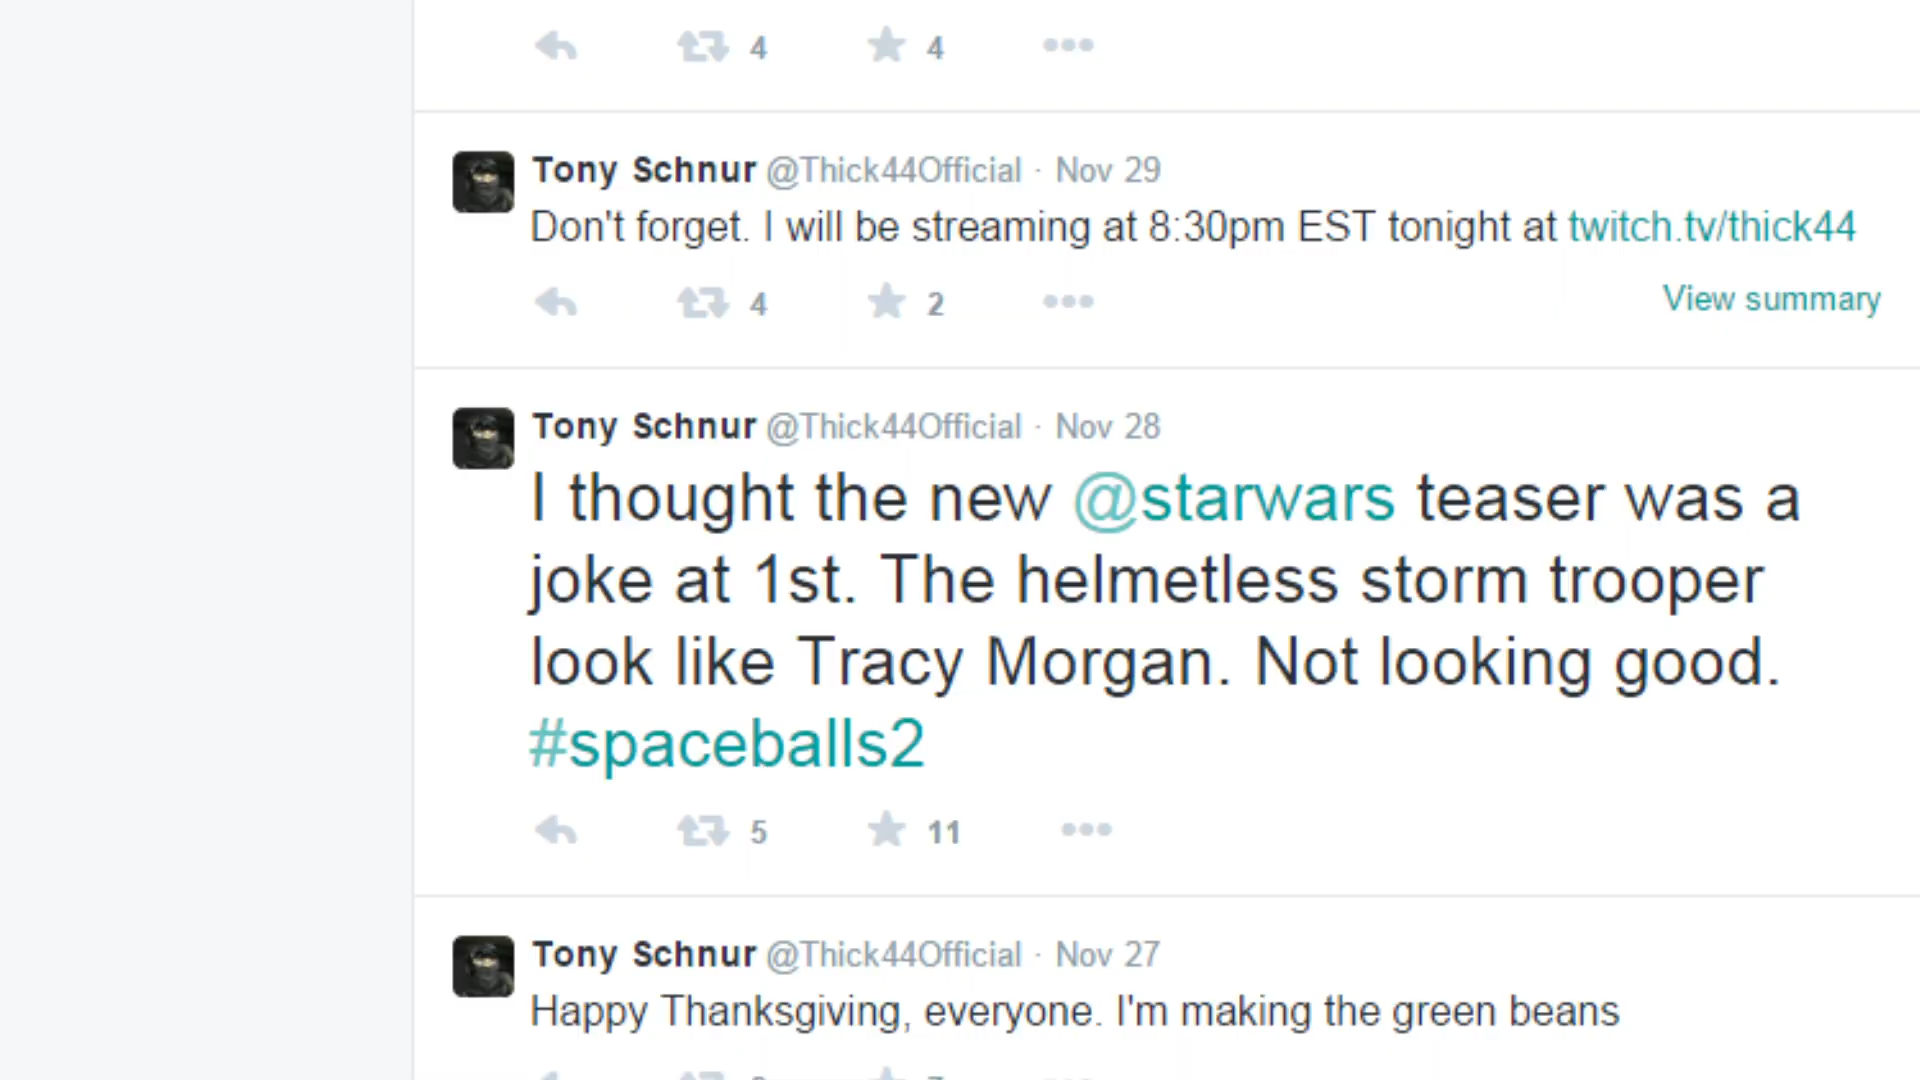 4 4
Tony Schnur @Thick44Official · Nov 29
Don't forget. I will be streaming at 8:30pm EST tonight at twitch.tv/thick44
4 2 View summary
Tony Schnur @Thick44Official · Nov 28
I thought the new @starwars teaser was a
joke at 1st. The helmetless storm trooper
look like Tracy Morgan. Not looking good.
#spaceballs2
5 11
Tony Schnur @Thick44Official · Nov 27
Happy Thanksgiving, everyone. I'm making the green beans